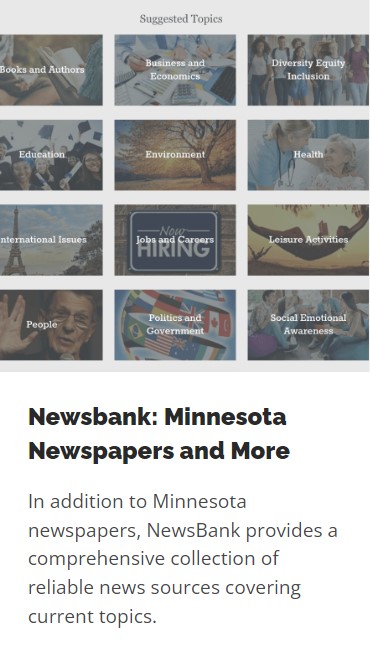 Suggested Topics
Books and Authors
Business and
Economics
Diversity Equity
Inclusion
Education
Environment
Health
nternational Issues
Now
HIRING
Jobs and Careers
Leisure Activities
People
Politics and
Government
Social Emotional
Awareness
Newsbank: Minnesota
Newspapers and More
In addition to Minnesota
newspapers, NewsBank provides a
comprehensive collection of
reliable news sources covering
current topics.